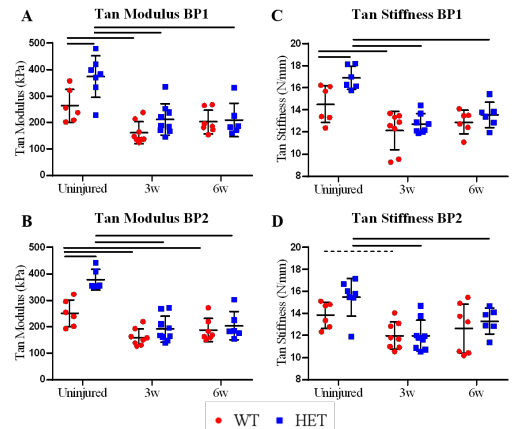 A
Tan Modulus BP1
Tan Modulus (kPa)
500
400
300
200
100
0
Uninjured 3w 6w
C
Tan Stiffness BP1
Tan Stiffness (N/mm)
20
18
16
14
12
10
8
Uninjured 3w 6w
B
Tan Modulus BP2
Tan Modulus (kPa)
500
400
300
200
100
0
Uninjured 3w 6w
D
Tan Stiffness BP2
Tan Stiffness (N/mm)
20
18
16
14
12
10
8
Uninjured 3w 6w
WT HET